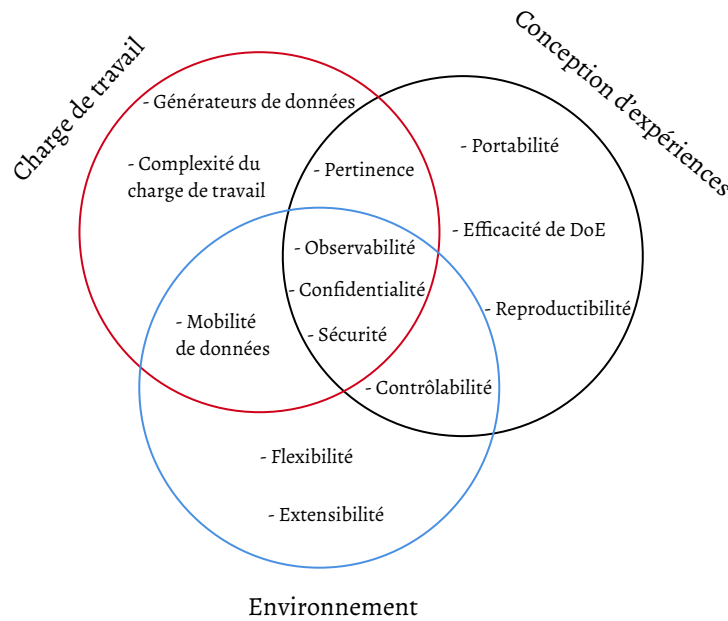 Charge de travail
Conception d'expériences
- Générateurs de données
- Complexité du
charge de travail
- Pertinence
- Portabilité
- Efficacité de DoE
- Reproductibilité
- Observabilité
- Confidentialité
- Sécurité
- Mobilité
de données
- Contrôlabilité
- Flexibilité
- Extensibilité
Environnement